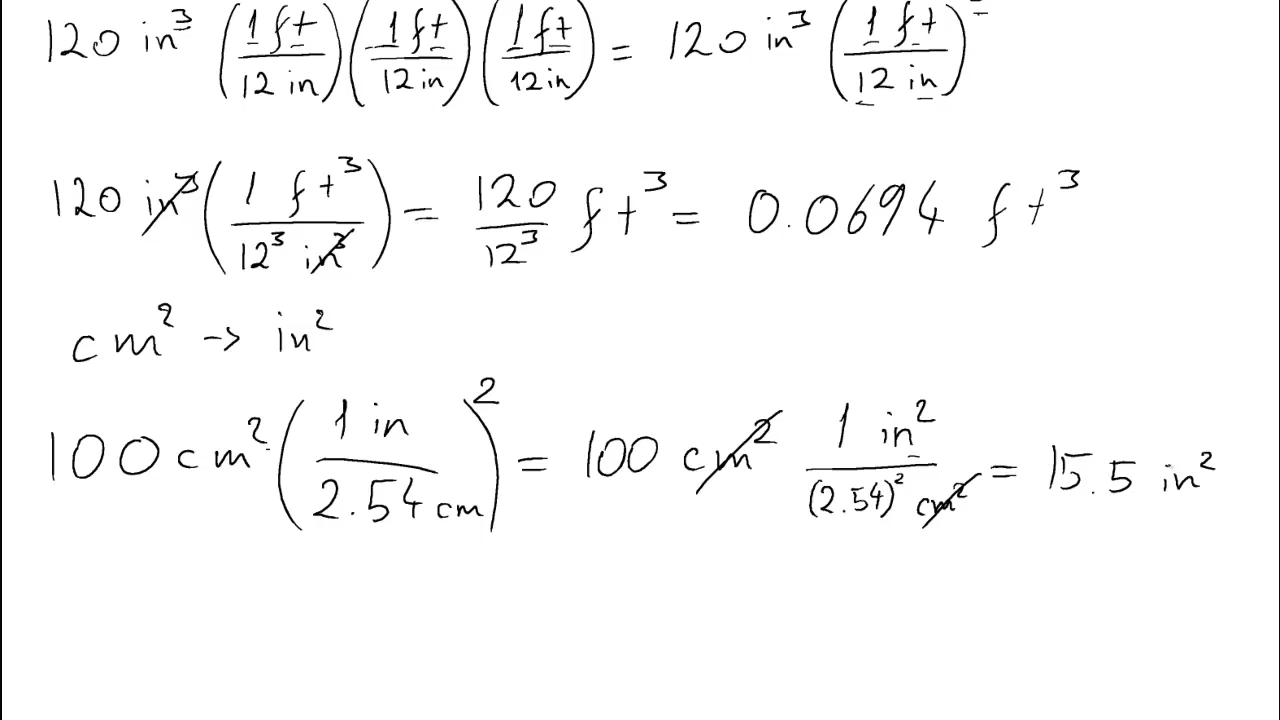 120 in³ (1 ft / 12 in) (1 ft / 12 in) (1 ft / 12 in) = 120 in³ (1 ft / 12 in)
120 in³ (1 ft³ / 12³ in³) = 120 / 12³ ft³ = 0.0694 ft³
cm² -> in²
100 cm² (1 in / 2.54 cm)² = 100 cm² 1 in² / (2.54)² cm² = 15.5 in²